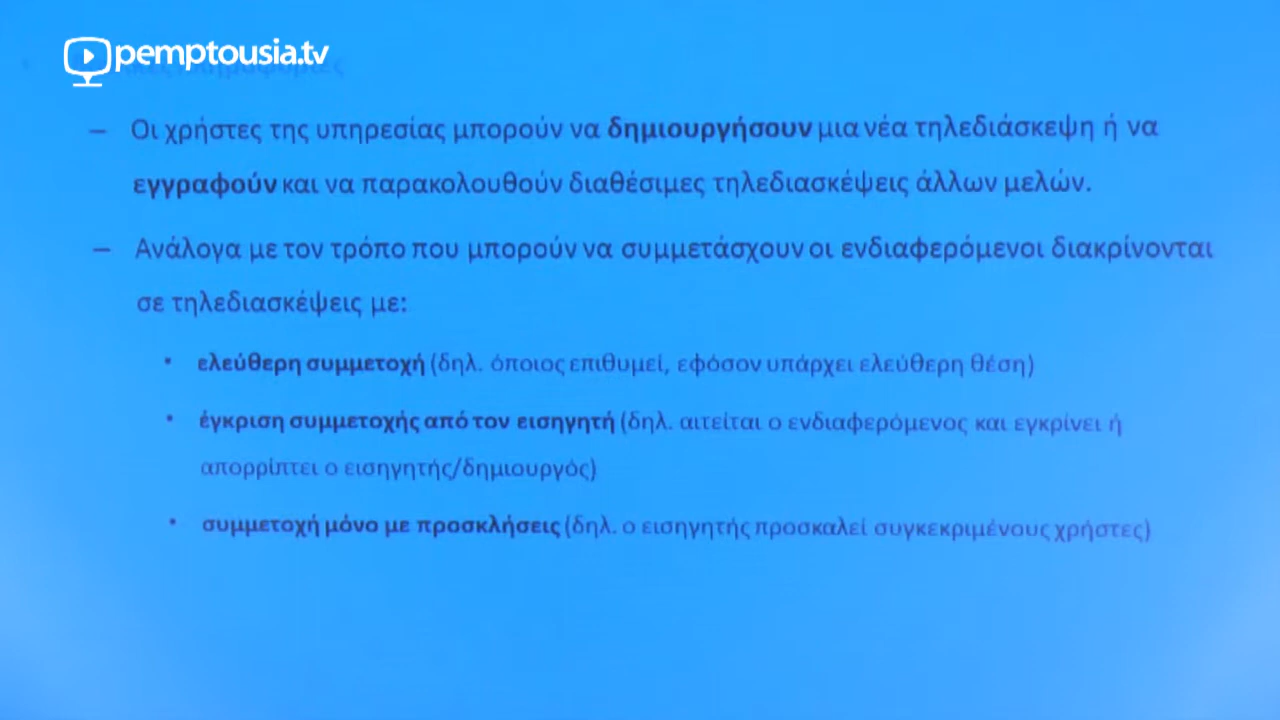 pemptousia.tv
– Οι χρήστες της υπηρεσίας μπορούν να δημιουργήσουν μια νέα τηλεδιάσκεψη ή να
εγγραφούν και να παρακολουθούν διαθέσιμες τηλεδιασκέψεις άλλων μελών.
– Ανάλογα με τον τρόπο που μπορούν να συμμετάσχουν οι ενδιαφερόμενοι διακρίνονται
σε τηλεδιασκέψεις με:
• ελεύθερη συμμετοχή (δηλ. όποιος επιθυμεί, εφόσον υπάρχει ελεύθερη θέση)
• έγκριση συμμετοχής από τον εισηγητή (δηλ. αιτείται ο ενδιαφερόμενος και εγκρίνει ή
απορρίπτει ο εισηγητής/δημιουργός)
• συμμετοχή μόνο με προσκλήσεις (δηλ. ο εισηγητής προσκαλεί συγκεκριμένους χρήστες)